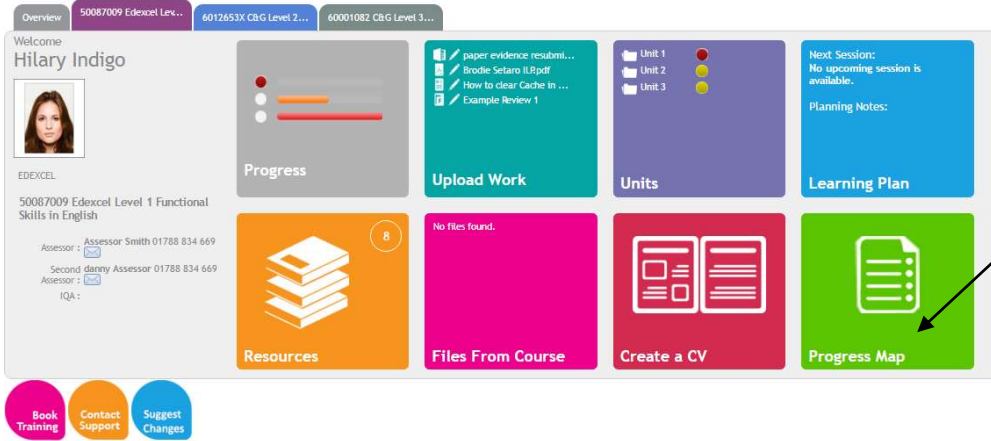 Overview
50087009 Edexcel Lev...
6012653X C&G Level 2...
60001082 C&G Level 3...
Welcome
Hilary Indigo
EDEXCEL
50087009 Edexcel Level 1 Functional
Skills in English
Assessor : Assessor Smith 01788 834 669
Second danny Assessor 01788 834 669
Assessor :
IQA :
Progress
paper evidence resubmi...
Brodie Setaro ILP.pdf
How to clear Cache in ...
Example Review 1
Upload Work
Unit 1
Unit 2
Unit 3
Units
Next Session:
No upcoming session is
available.
Planning Notes:
Learning Plan
8
Resources
No files found.
Files From Course
Create a CV
Progress Map
Book
Training
Contact
Support
Suggest
Changes